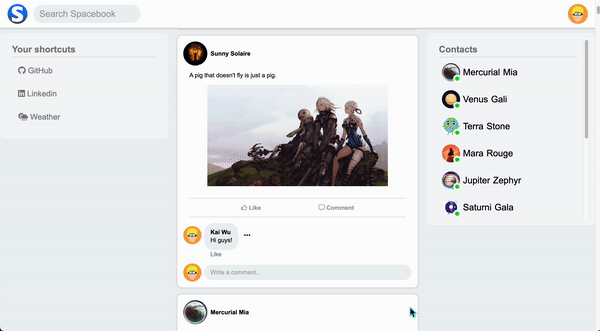 S
Search Spacebook
Your shortcuts
GitHub
Linkedin
Weather
Sunny Solaire
A pig that doesn't fly is just a pig.
Like
Comment
Kai Wu
Hi guys!
Like
Write a comment...
Mercurial Mia
Contacts
Mercurial Mia
Venus Gali
Terra Stone
Mara Rouge
Jupiter Zephyr
Saturni Gala